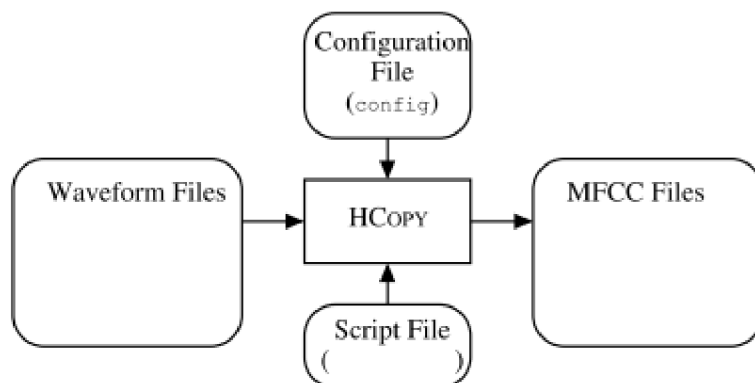 Configuration
File
(config)
Waveform Files
HCOPY
MFCC Files
Script File
( )